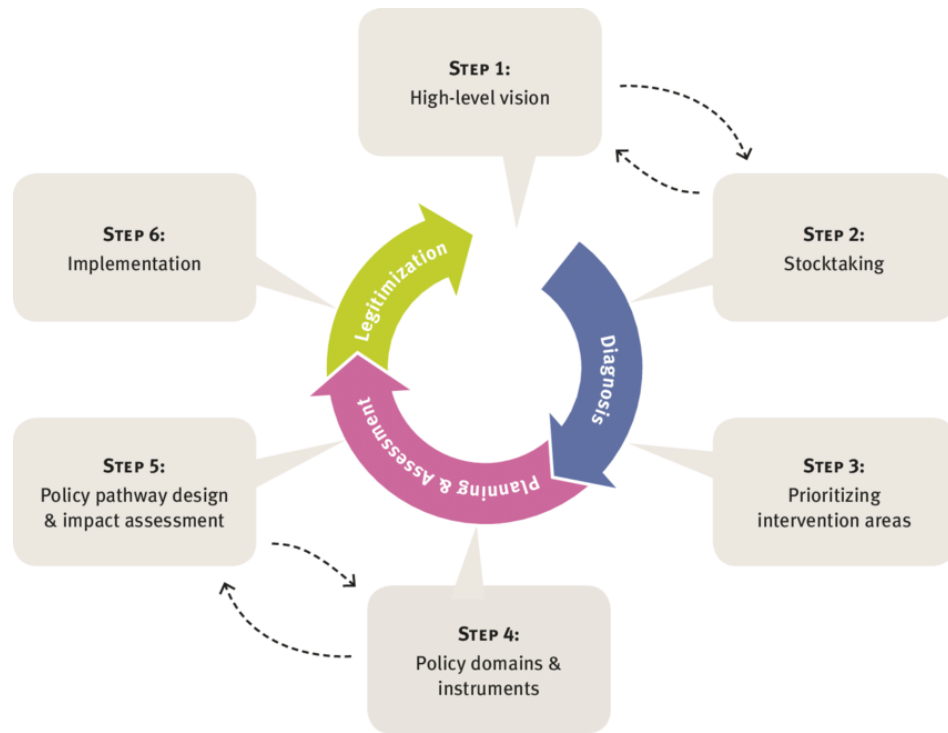 STEP 1:
High-level vision
STEP 2:
Stocktaking
STEP 3:
Prioritizing
intervention areas
STEP 4:
Policy domains &
instruments
STEP 5:
Policy pathway design
& impact assessment
STEP 6:
Implementation
Diagnosis
Planning & Assessment
Legitimization